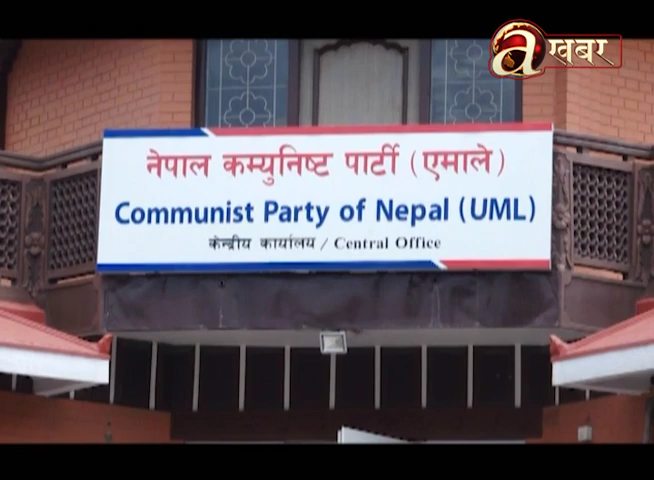 a खबर
नेपाल कम्युनिष्ट पार्टी (एमाले)
Communist Party of Nepal (UML)
केन्द्रीय कार्यालय / Central Office